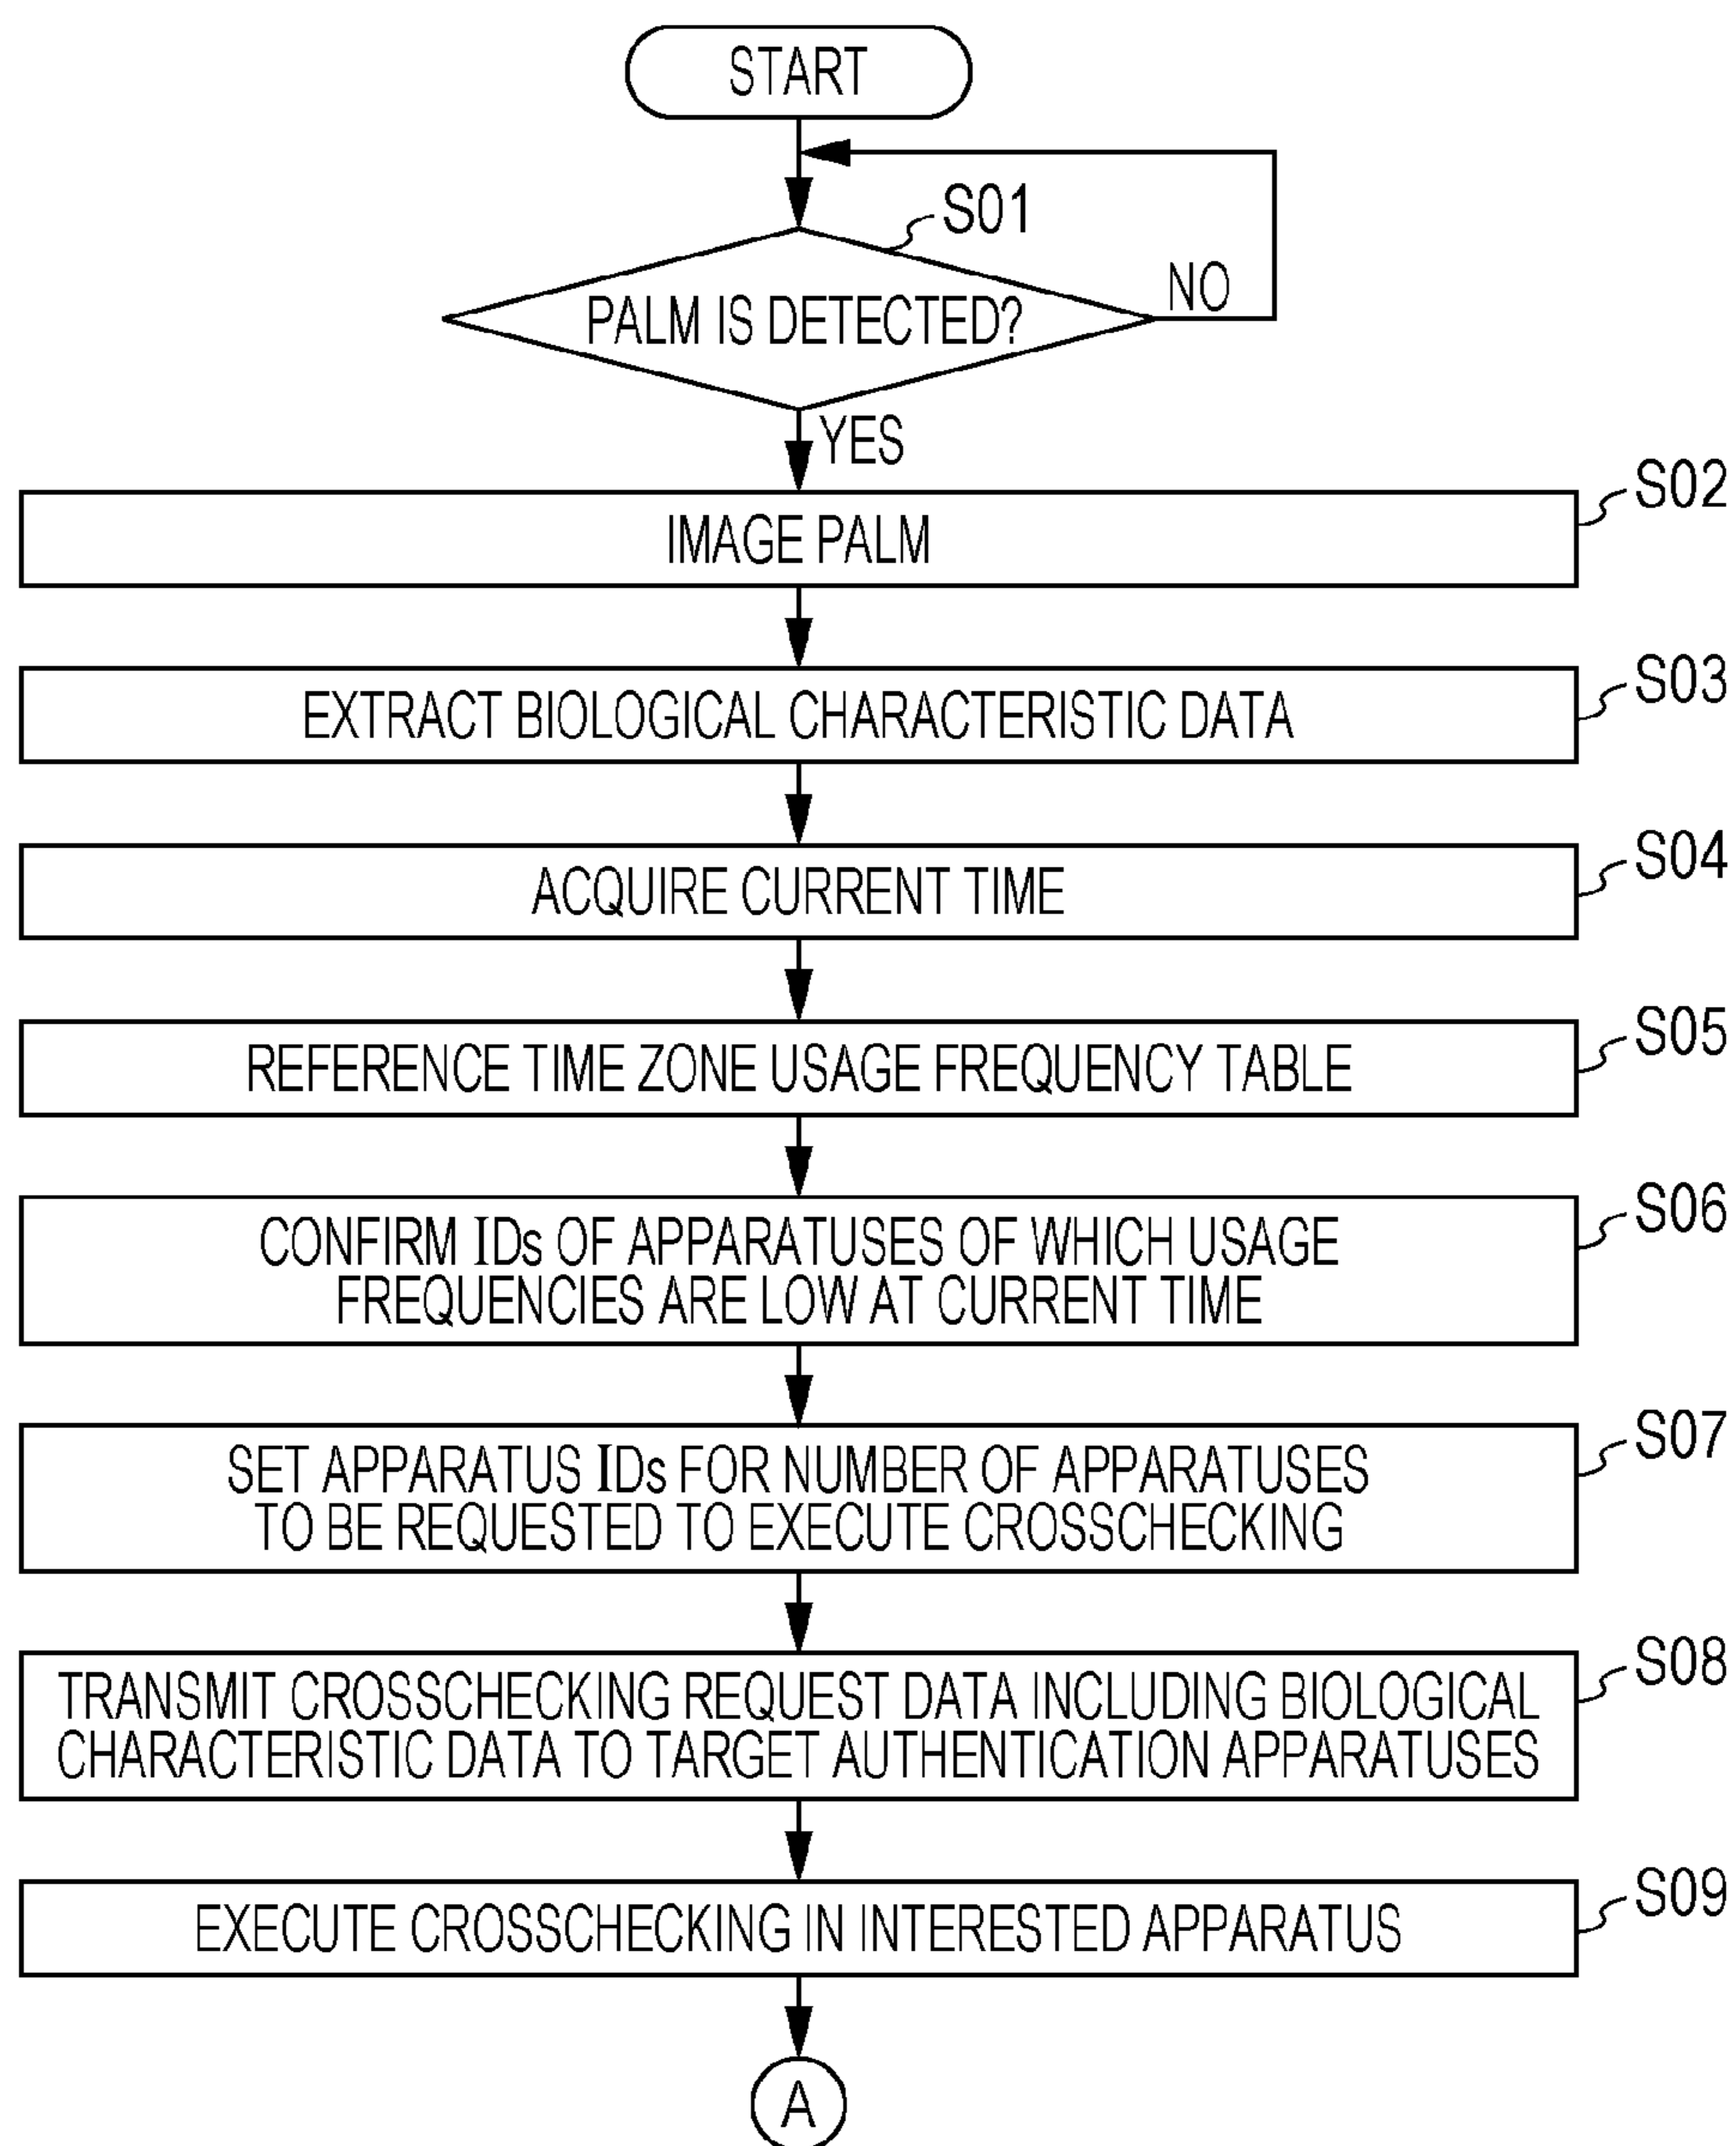 START
S01
PALM IS DETECTED?
NO
YES
S02
IMAGE PALM
S03
EXTRACT BIOLOGICAL CHARACTERISTIC DATA
S04
ACQUIRE CURRENT TIME
S05
REFERENCE TIME ZONE USAGE FREQUENCY TABLE
S06
CONFIRM IDs OF APPARATUSES OF WHICH USAGE
FREQUENCIES ARE LOW AT CURRENT TIME
S07
SET APPARATUS IDs FOR NUMBER OF APPARATUSES
TO BE REQUESTED TO EXECUTE CROSSCHECKING
S08
TRANSMIT CROSSCHECKING REQUEST DATA INCLUDING BIOLOGICAL
CHARACTERISTIC DATA TO TARGET AUTHENTICATION APPARATUSES
S09
EXECUTE CROSSCHECKING IN INTERESTED APPARATUS
A